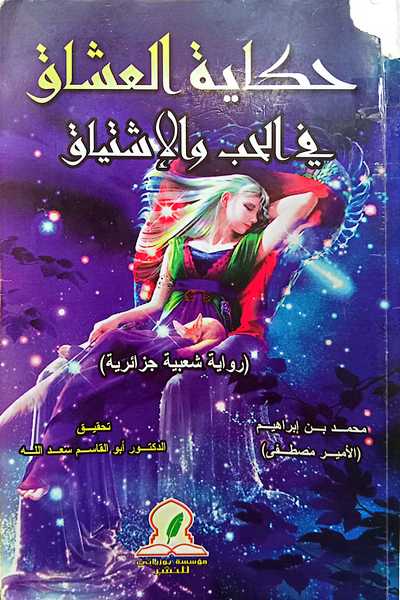 حكاية العشاق
في الحب والإشتياق
(رواية شعبية جزائرية)
محمد بن إبراهيم
(الأمير مصطفى)
تحقيق
الدكتور أبو القاسم سعد الله
مؤسسة بوزياني
للنشر